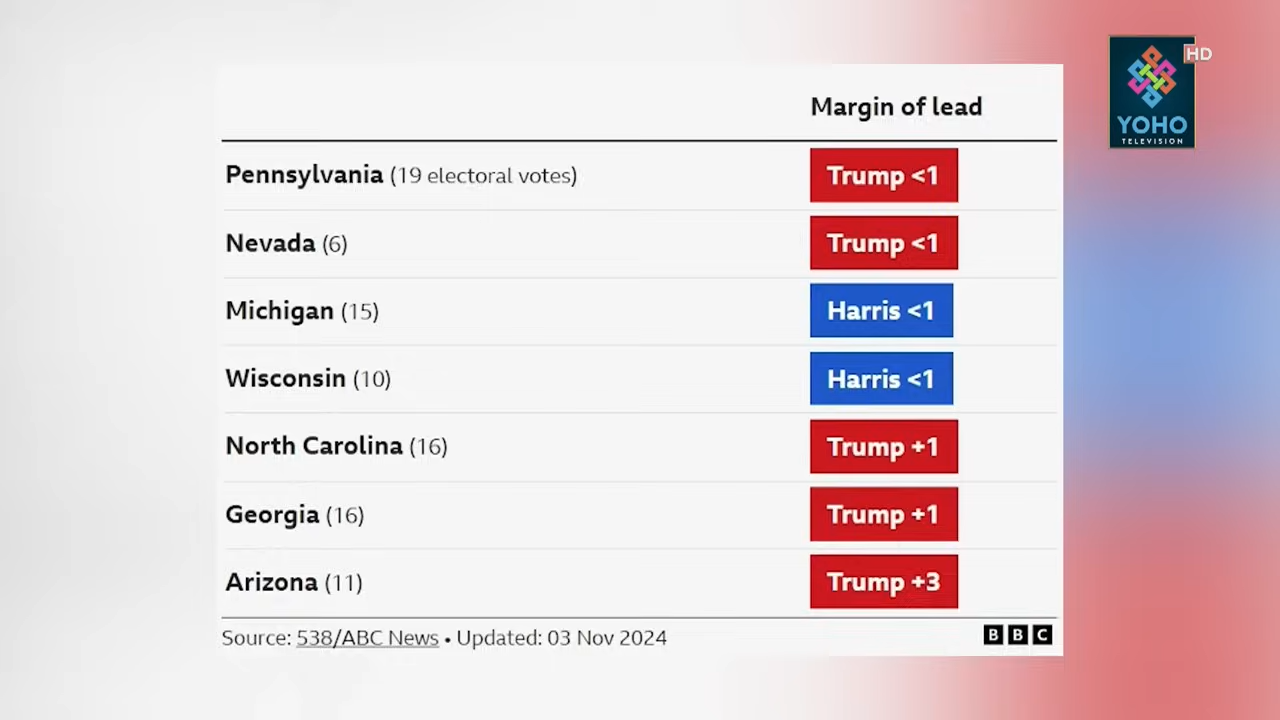 HD
YOHO
TELEVISION
Margin of lead
Pennsylvania (19 electoral votes) Trump <1
Nevada (6) Trump <1
Michigan (15) Harris <1
Wisconsin (10) Harris <1
North Carolina (16) Trump +1
Georgia (16) Trump +1
Arizona (11) Trump +3
Source: 538/ABC News • Updated: 03 Nov 2024 BBC